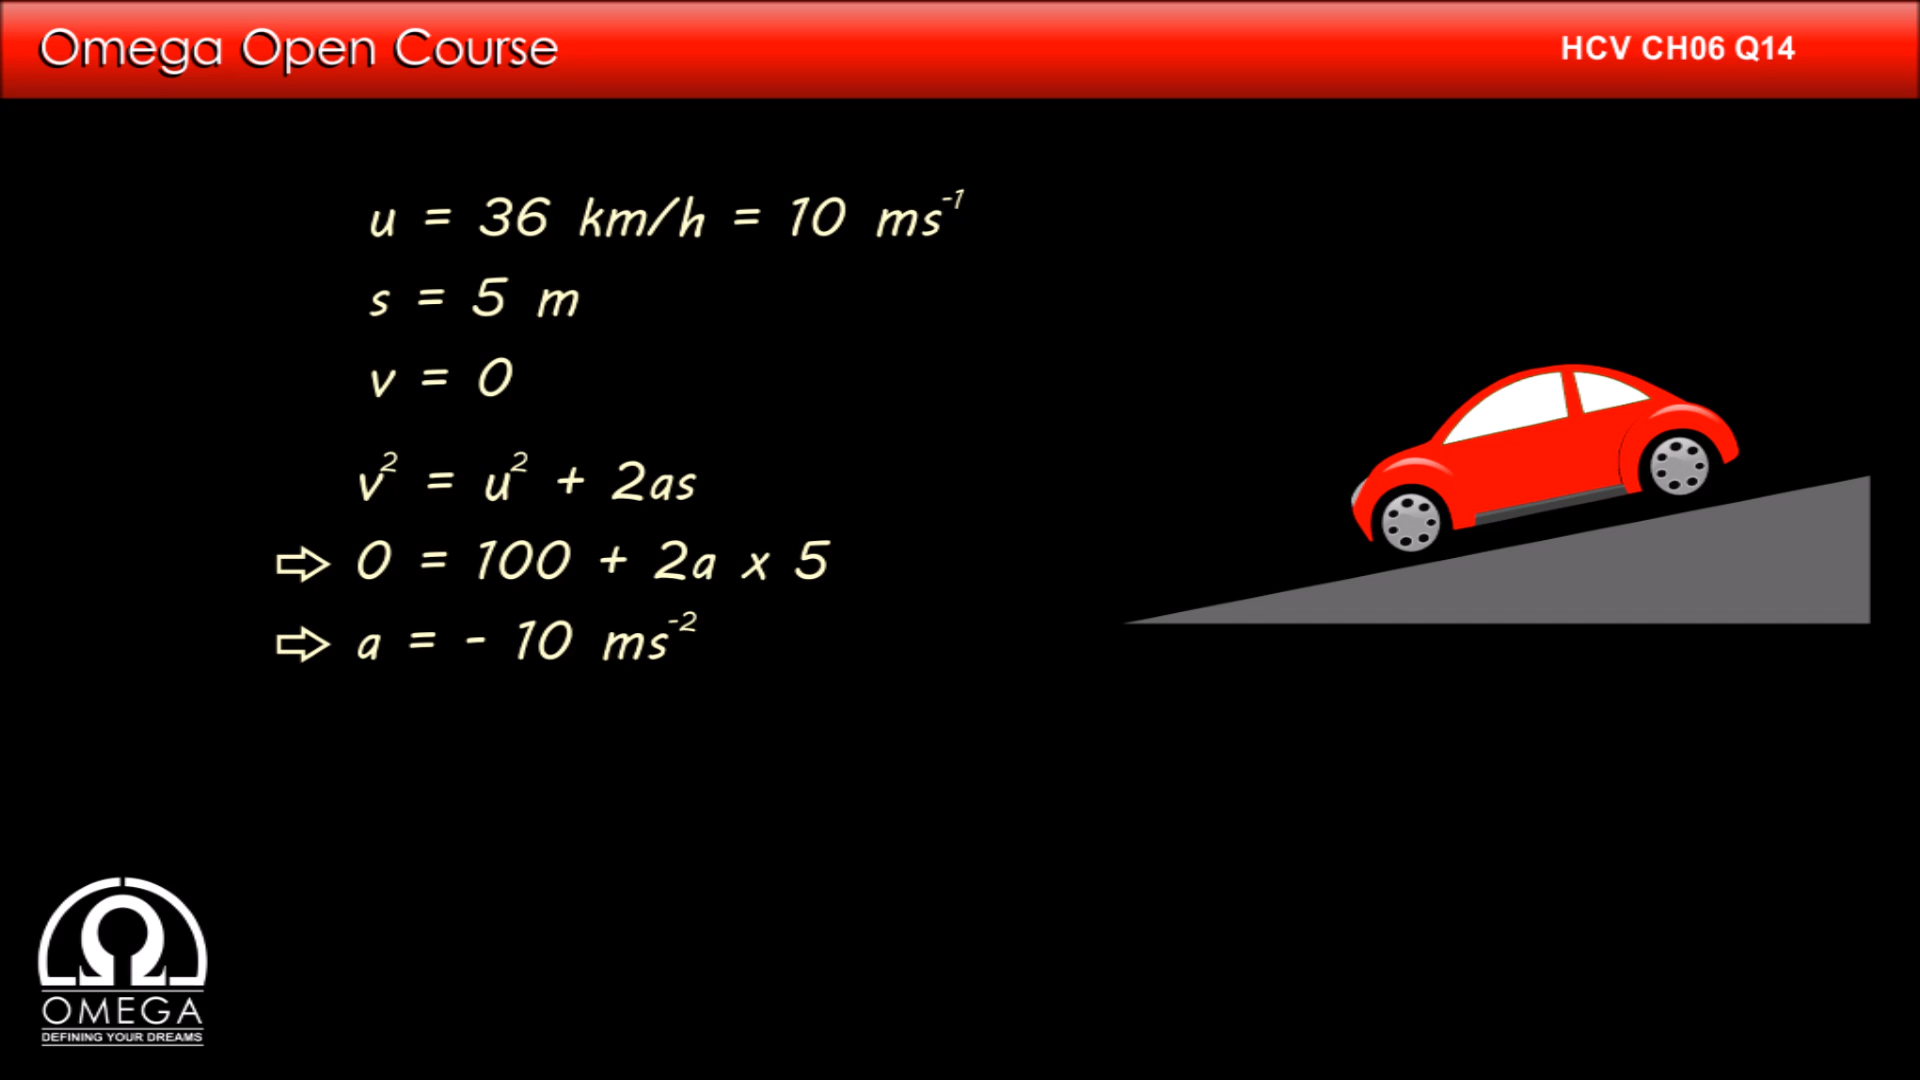 Omega Open Course
HCV CH06 Q14
u = 36 km/h = 10 ms⁻¹
s = 5 m
v = 0
v² = u² + 2as
⇨ 0 = 100 + 2a x 5
⇨ a = - 10 ms⁻²
OMEGA
DEFINING YOUR DREAMS